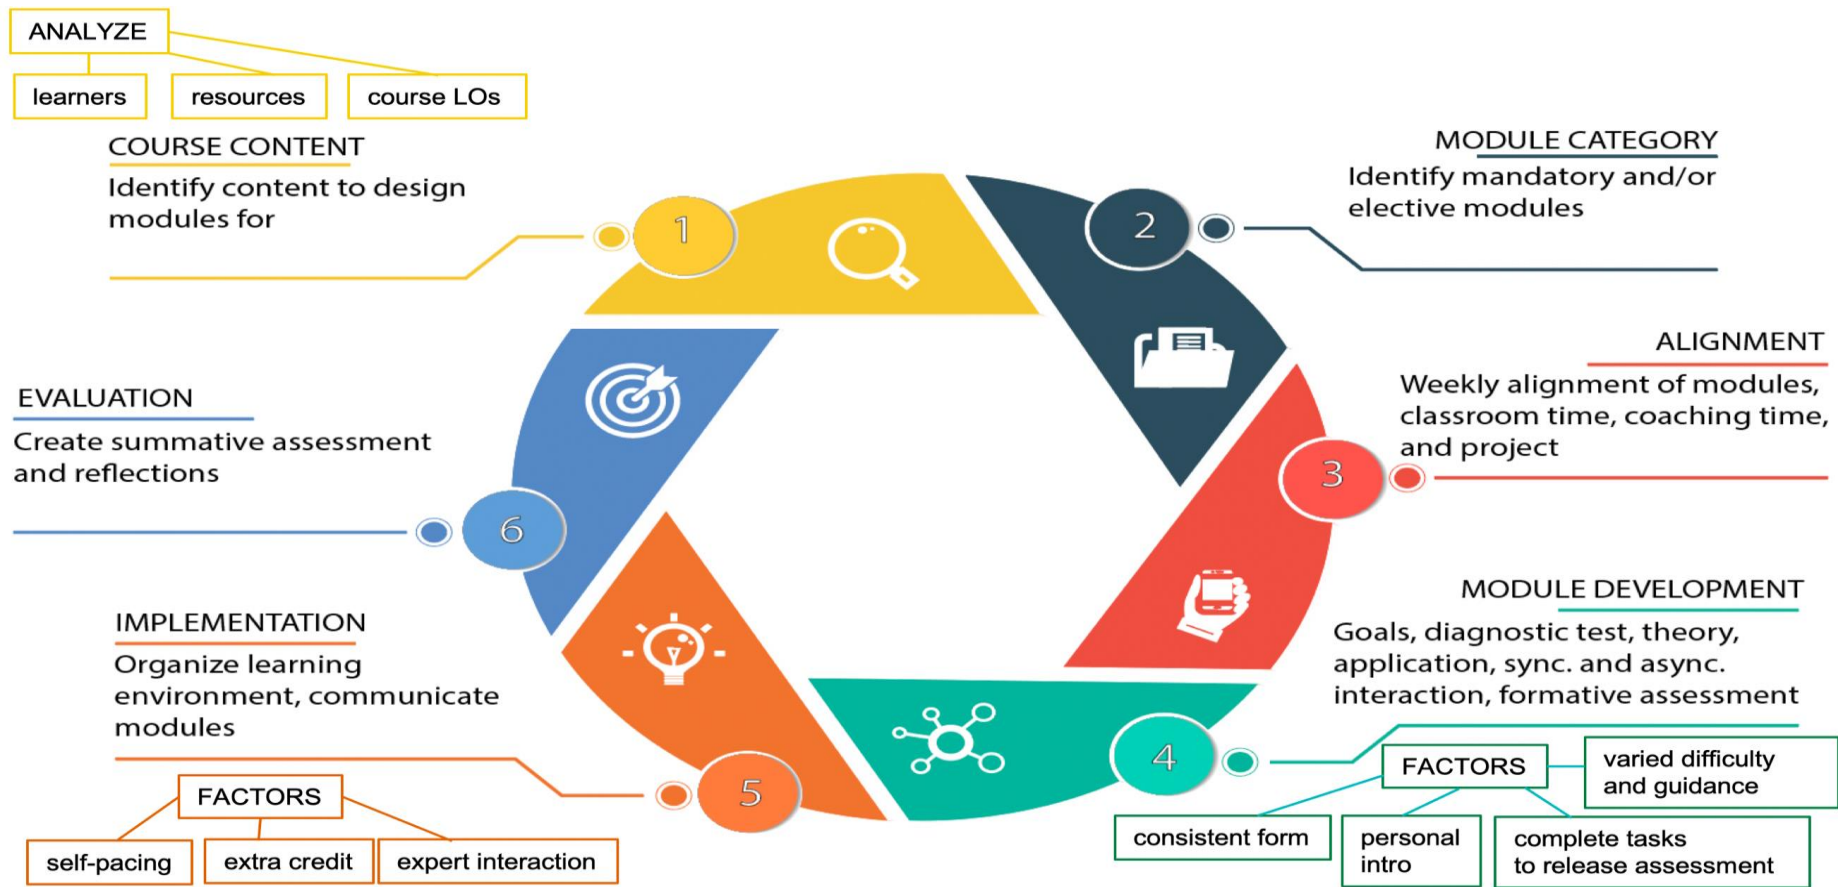 ANALYZE
learners
resources
course LOs
COURSE CONTENT
Identify content to design
modules for
1
2
MODULE CATEGORY
Identify mandatory and/or
elective modules
ALIGNMENT
Weekly alignment of modules,
classroom time, coaching time,
and project
3
MODULE DEVELOPMENT
Goals, diagnostic test, theory,
application, sync. and async.
interaction, formative assessment
4
FACTORS
varied difficulty
and guidance
consistent form
personal
intro
complete tasks
to release assessment
IMPLEMENTATION
Organize learning
environment, communicate
modules
5
FACTORS
self-pacing
extra credit
expert interaction
EVALUATION
Create summative assessment
and reflections
6